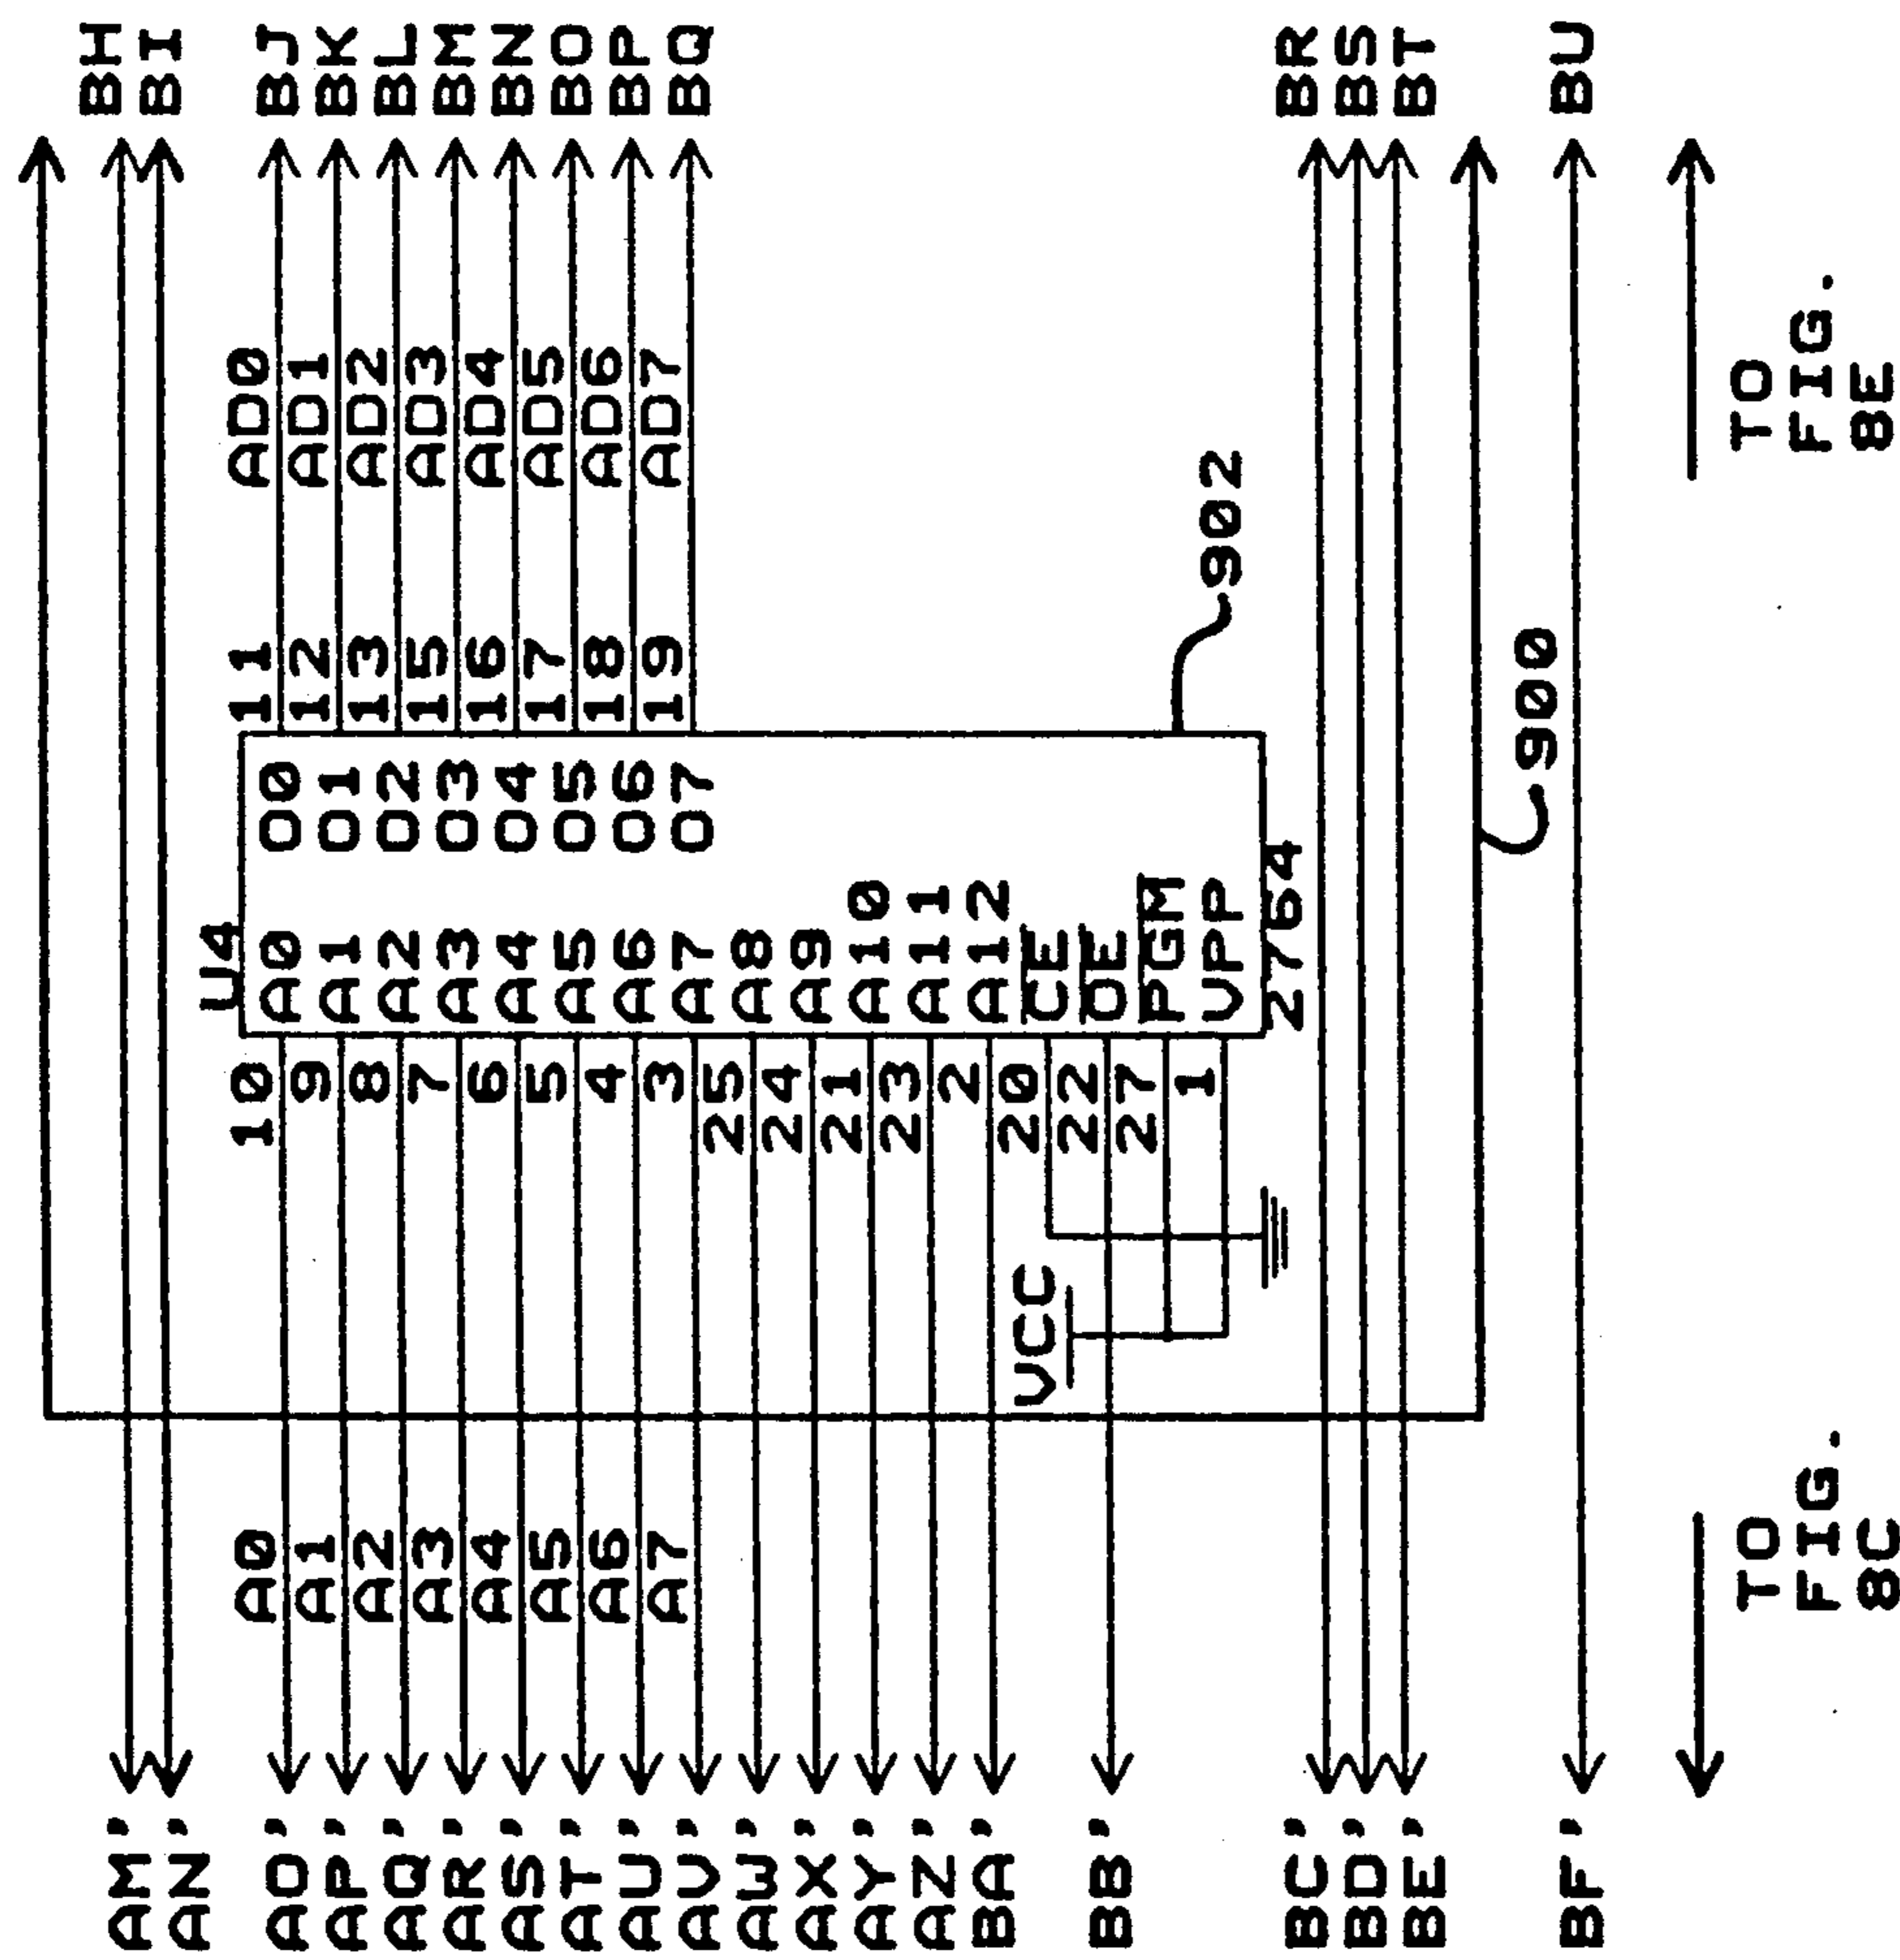 AM' BH
AN' BI
U4
A0 10 11 AD0
AO' A0 O0 BJ
A1 9 12 AD1
AP' A1 O1 BK
A2 8 13 AD2
AQ' A2 O2 BL
A3 7 15 AD3
AR' A3 O3 BM
A4 6 16 AD4
AS' A4 O4 BN
A5 5 17 AD5
AT' A5 O5 BO
A6 4 18 AD6
AU' A6 O6 BP
A7 3 19 AD7
AV' A7 O7 BQ
25
AW' A8
24
AX' A9
21
AY' A10
23
AZ' A11
2
BA' A12
VCC 20
C̅E̅
22
BB' O̅E̅
27
P̅G̅M̅
1
VPP 902
2764
BC' BR
BD' BS
BE' BT
900
BF' BU
TO TO
FIG. FIG.
8C 8E